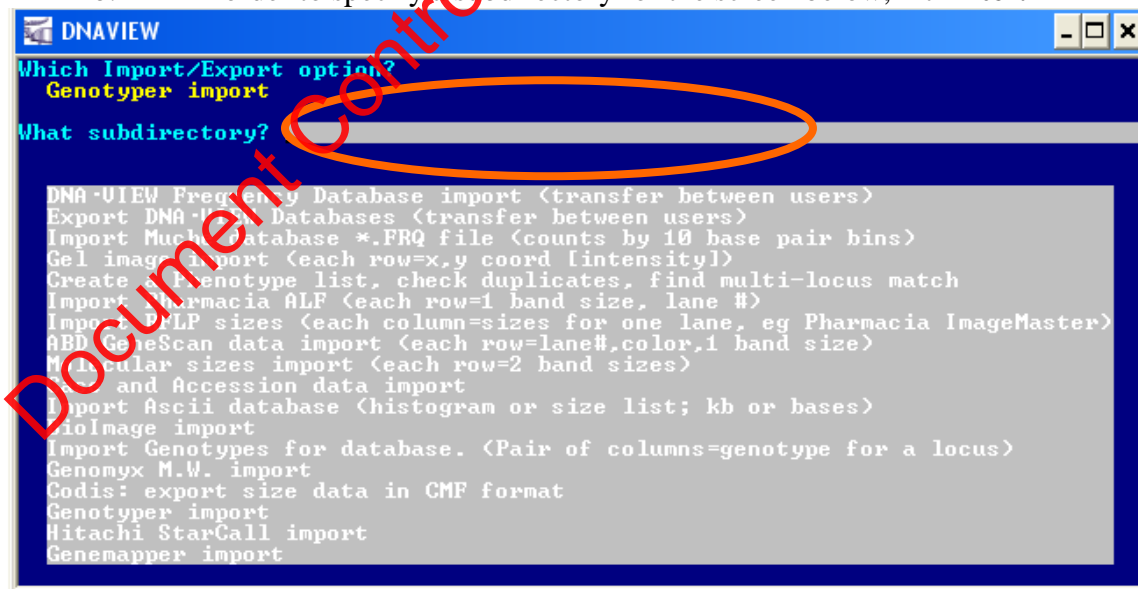 DNAVIEW
Which Import/Export option?
Genotyper import
What subdirectory?
DNA·VIEW Frequency Database import (transfer between users)
Export DNA·VIEW Databases (transfer between users)
Import Mucho database *.FRQ file (counts by 10 base pair bins)
Gel image import (each row=x,y coord [intensity])
Create a Phenotype list, check duplicates, find multi-locus match
Import Pharmacia ALF (each row=1 band size, lane #)
Import RFLP sizes (each column=sizes for one lane, eg Pharmacia ImageMaster)
ABD GeneScan data import (each row=lane#,color,1 band size)
Molecular sizes import (each row=2 band sizes)
and Accession data import
Import Ascii database (histogram or size list; kb or bases)
BioImage import
Import Genotypes for database. (Pair of columns=genotype for a locus)
Genomyx M.W. import
Codis: export size data in CMF format
Genotyper import
Hitachi StarCall import
Genemapper import
Document Contro